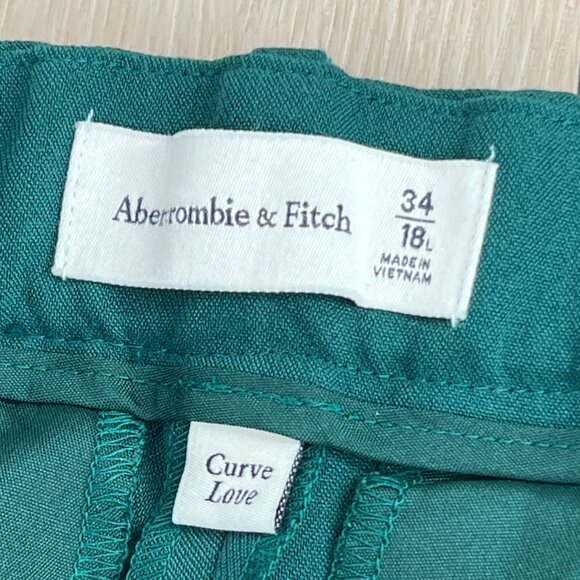 Abercrombie & Fitch
34
18L
MADE IN
VIETNAM
Curve
Love